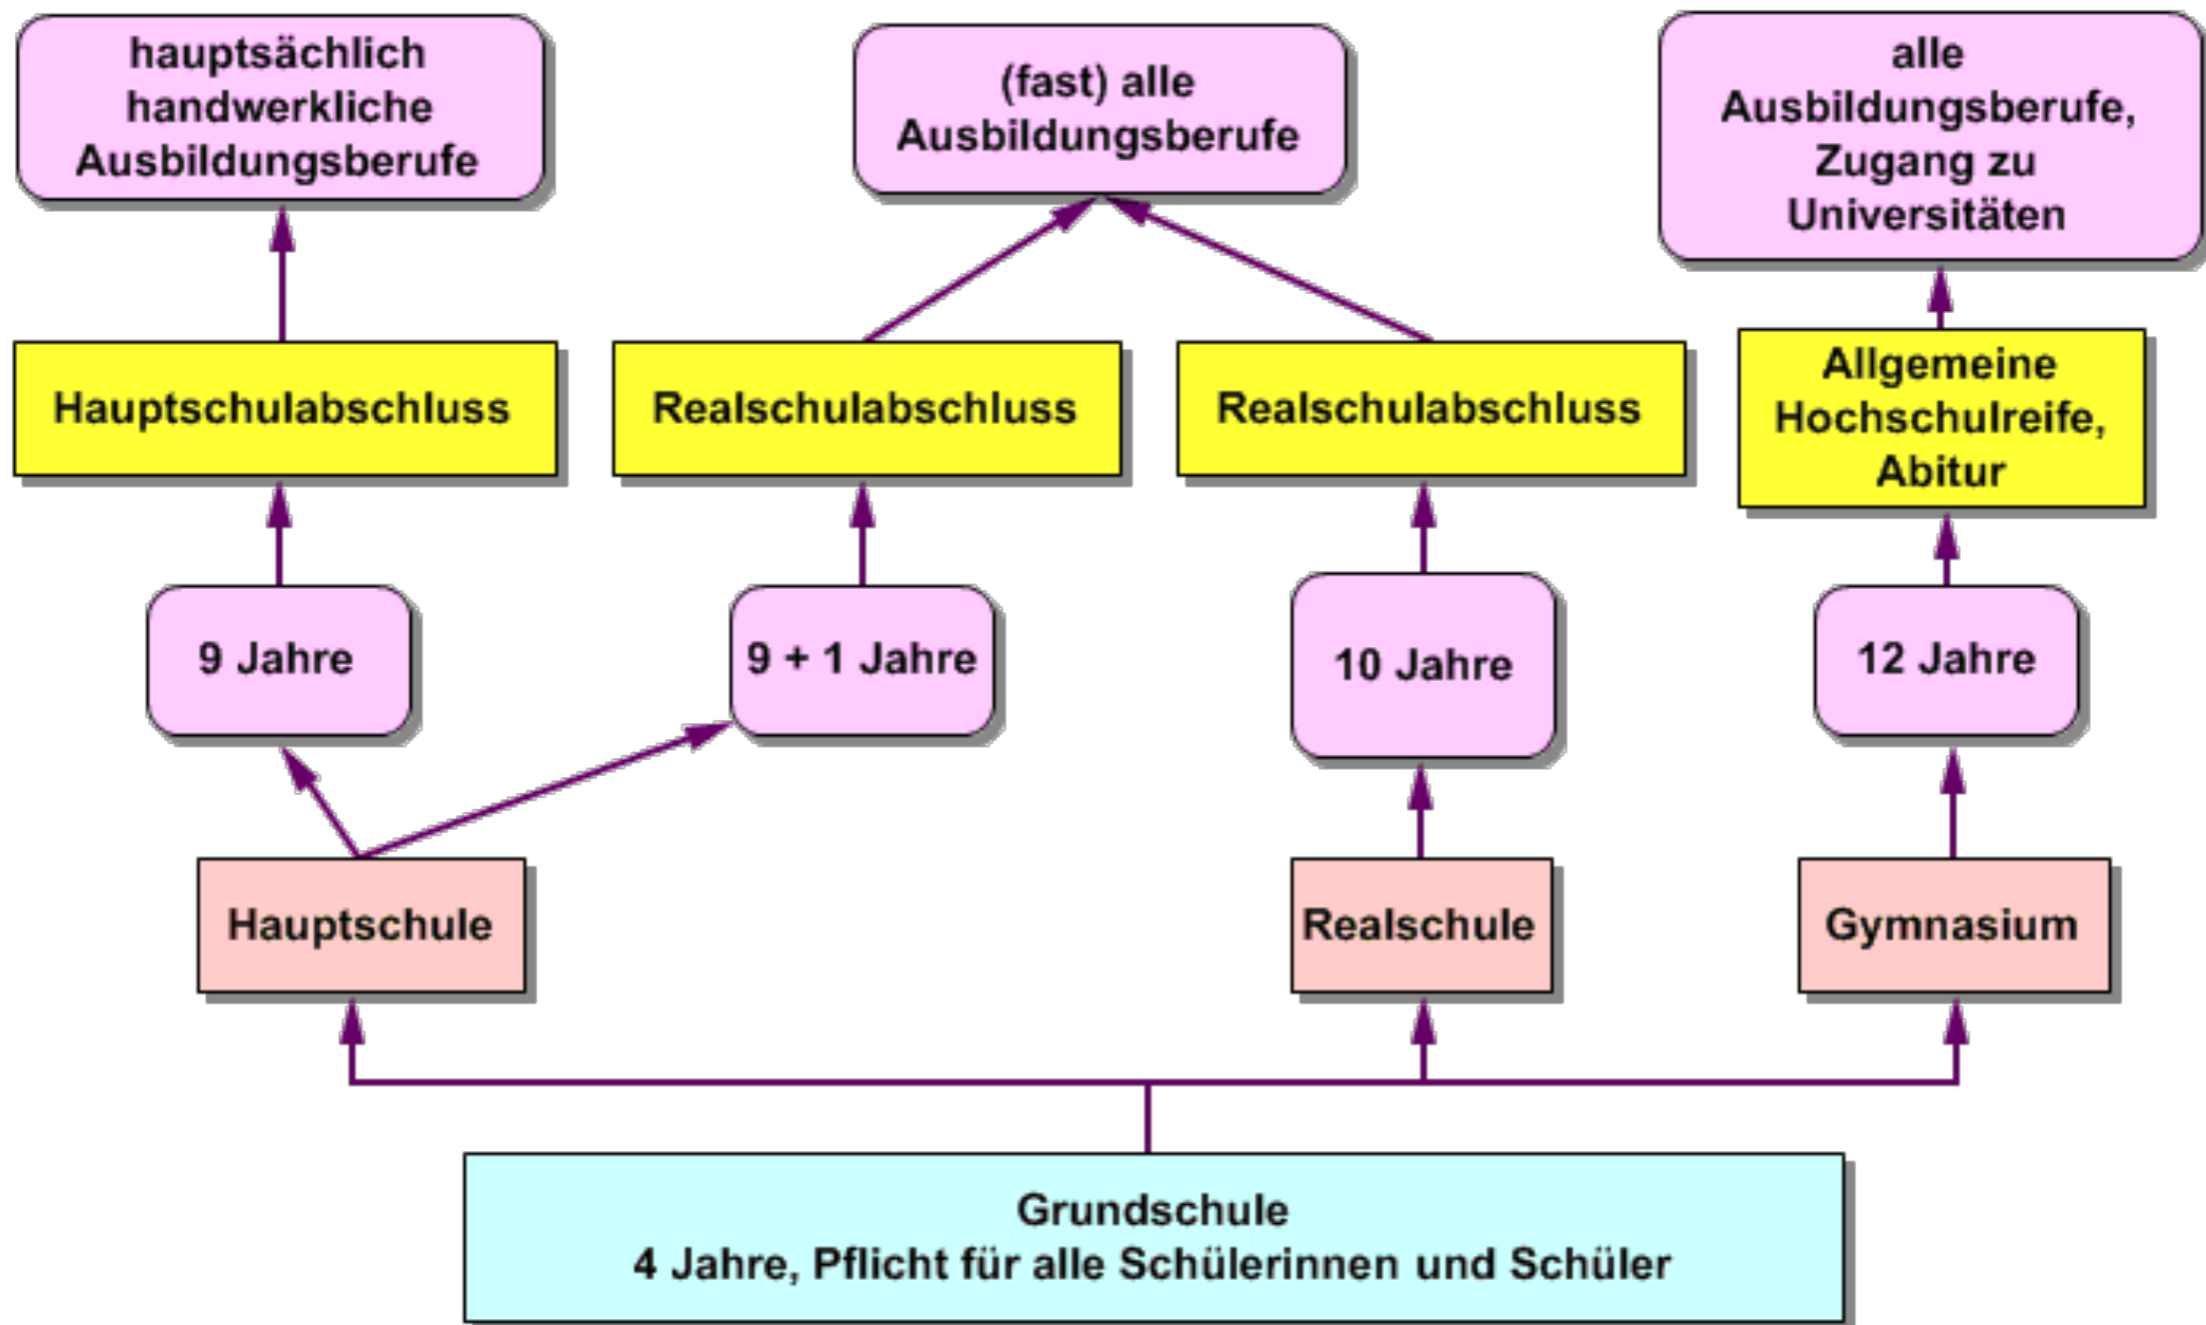 hauptsächlich
handwerkliche
Ausbildungsberufe
(fast) alle
Ausbildungsberufe
alle
Ausbildungsberufe,
Zugang zu
Universitäten
Hauptschulabschluss
Realschulabschluss
Realschulabschluss
Allgemeine
Hochschulreife,
Abitur
9 Jahre
9 + 1 Jahre
10 Jahre
12 Jahre
Hauptschule
Realschule
Gymnasium
Grundschule
4 Jahre, Pflicht für alle Schülerinnen und Schüler